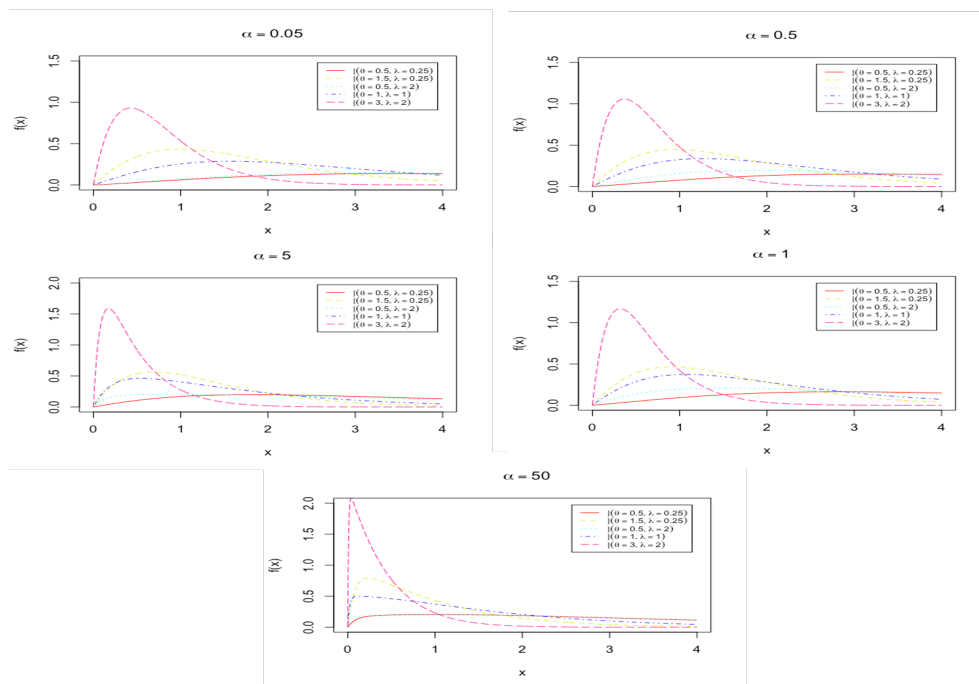 α = 0.05
1.5
1.0
0.5
0.0
f(x)
|(θ = 0.5, λ = 0.25)
|(θ = 1.5, λ = 0.25)
|(θ = 0.5, λ = 2)
|(θ = 1, λ = 1)
|(θ = 3, λ = 2)
0 1 2 3 4
x
α = 0.5
1.5
1.0
0.5
0.0
f(x)
|(θ = 0.5, λ = 0.25)
|(θ = 1.5, λ = 0.25)
|(θ = 0.5, λ = 2)
|(θ = 1, λ = 1)
|(θ = 3, λ = 2)
0 1 2 3 4
x
α = 5
2.0
1.5
1.0
0.5
0.0
f(x)
|(θ = 0.5, λ = 0.25)
|(θ = 1.5, λ = 0.25)
|(θ = 0.5, λ = 2)
|(θ = 1, λ = 1)
|(θ = 3, λ = 2)
0 1 2 3 4
x
α = 1
1.5
1.0
0.5
0.0
f(x)
|(θ = 0.5, λ = 0.25)
|(θ = 1.5, λ = 0.25)
|(θ = 0.5, λ = 2)
|(θ = 1, λ = 1)
|(θ = 3, λ = 2)
0 1 2 3 4
x
α = 50
2.0
1.5
1.0
0.5
0.0
f(x)
|(θ = 0.5, λ = 0.25)
|(θ = 1.5, λ = 0.25)
|(θ = 0.5, λ = 2)
|(θ = 1, λ = 1)
|(θ = 3, λ = 2)
0 1 2 3 4
x